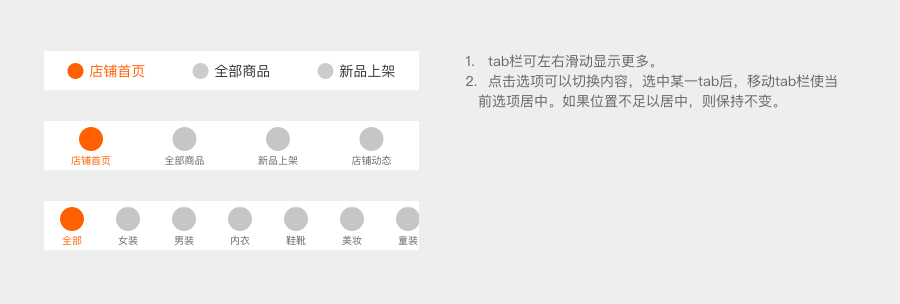 店铺首页 全部商品 新品上架
店铺首页 全部商品 新品上架 店铺动态
全部 女装 男装 内衣 鞋靴 美妆 童装
1. tab栏可左右滑动显示更多。
2. 点击选项可以切换内容，选中某一tab后，移动tab栏使当
前选项居中。如果位置不足以居中，则保持不变。